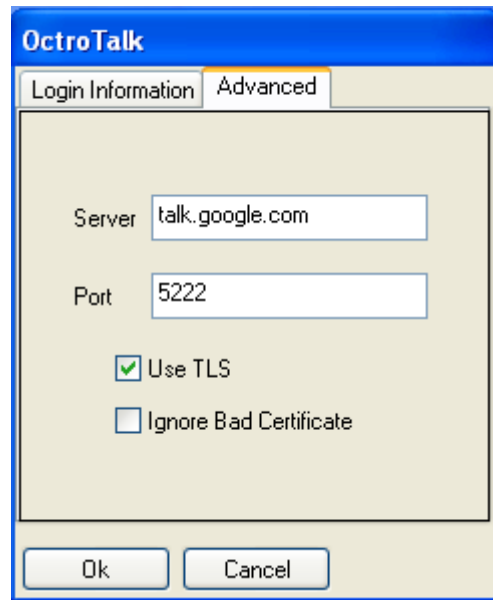 OctroTalk
Login Information Advanced
Server talk.google.com
Port 5222
Use TLS
Ignore Bad Certificate
Ok Cancel